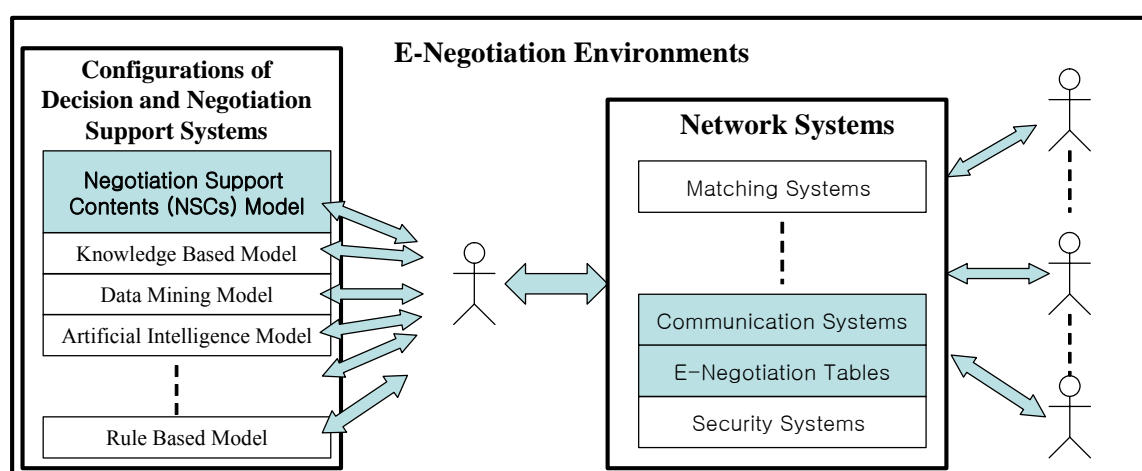 E-Negotiation Environments
Configurations of
Decision and Negotiation
Support Systems
Negotiation Support
Contents (NSCs) Model
Knowledge Based Model
Data Mining Model
Artificial Intelligence Model
Rule Based Model
Network Systems
Matching Systems
Communication Systems
E-Negotiation Tables
Security Systems